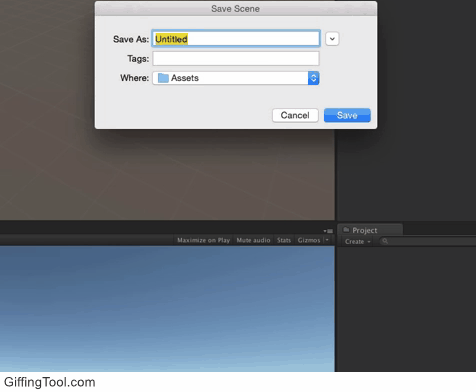 Save Scene
Save As: Untitled
Tags:
Where: Assets
Cancel Save
Project
Maximize on Play Mute audio Stats Gizmos Create
GiffingTool.com